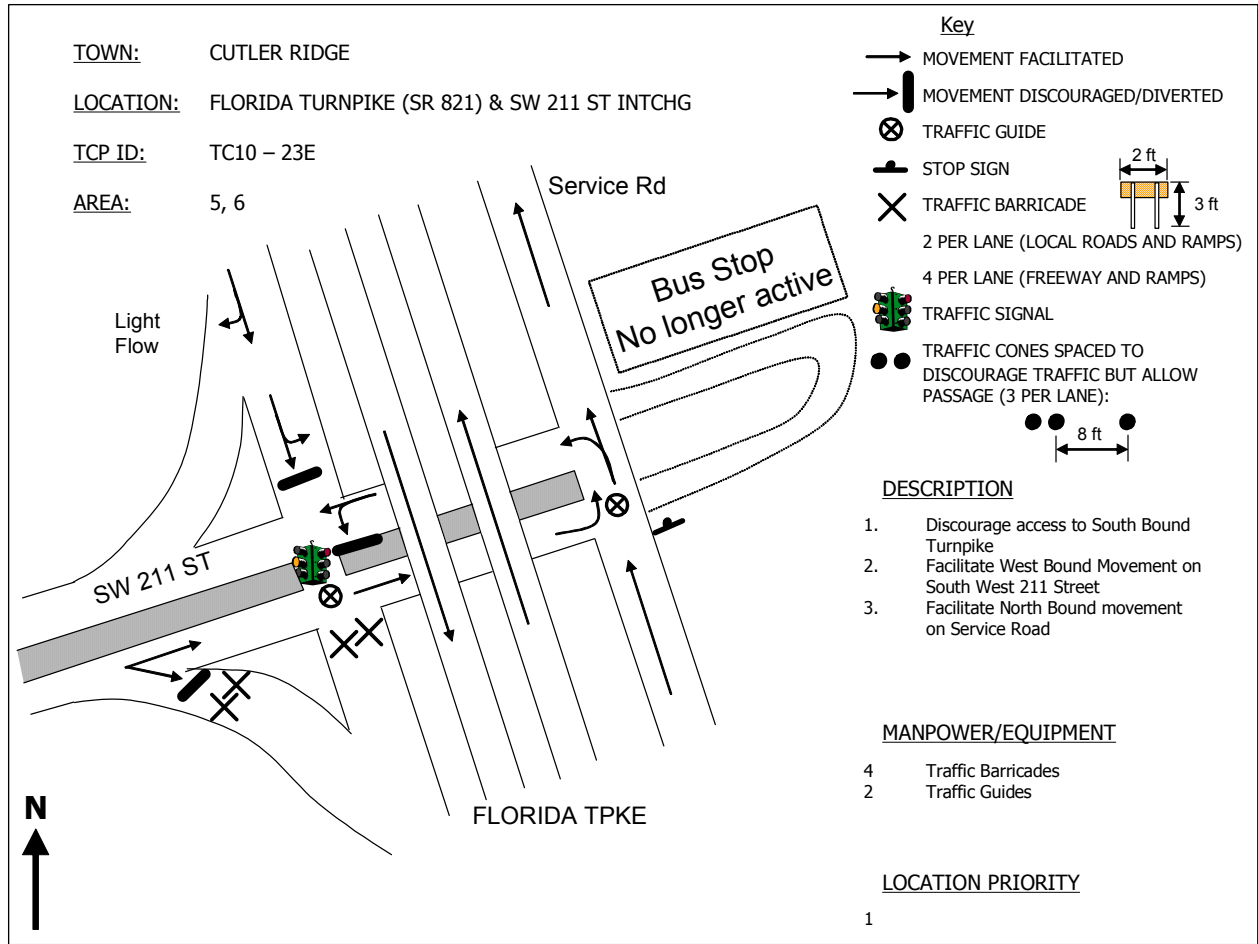 TOWN: CUTLER RIDGE
LOCATION: FLORIDA TURNPIKE (SR 821) & SW 211 ST INTCHG
TCP ID: TC10 – 23E
AREA: 5, 6
Service Rd
Bus Stop
No longer active
Light
Flow
SW 211 ST
FLORIDA TPKE
N
Key
MOVEMENT FACILITATED
MOVEMENT DISCOURAGED/DIVERTED
TRAFFIC GUIDE
STOP SIGN
TRAFFIC BARRICADE
2 ft
3 ft
2 PER LANE (LOCAL ROADS AND RAMPS)
4 PER LANE (FREEWAY AND RAMPS)
TRAFFIC SIGNAL
TRAFFIC CONES SPACED TO
DISCOURAGE TRAFFIC BUT ALLOW
PASSAGE (3 PER LANE):
8 ft
DESCRIPTION
1. Discourage access to South Bound
Turnpike
2. Facilitate West Bound Movement on
South West 211 Street
3. Facilitate North Bound movement
on Service Road
MANPOWER/EQUIPMENT
4 Traffic Barricades
2 Traffic Guides
LOCATION PRIORITY
1